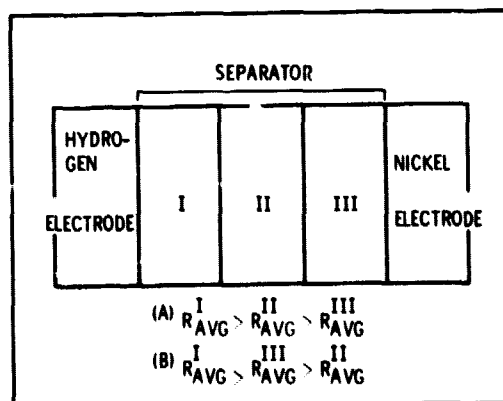 SEPARATOR
HYDRO-
GEN
ELECTRODE
I
II
III
NICKEL
ELECTRODE
(A) R^I_AVG > R^II_AVG > R^III_AVG
(B) R^I_AVG > R^III_AVG > R^II_AVG